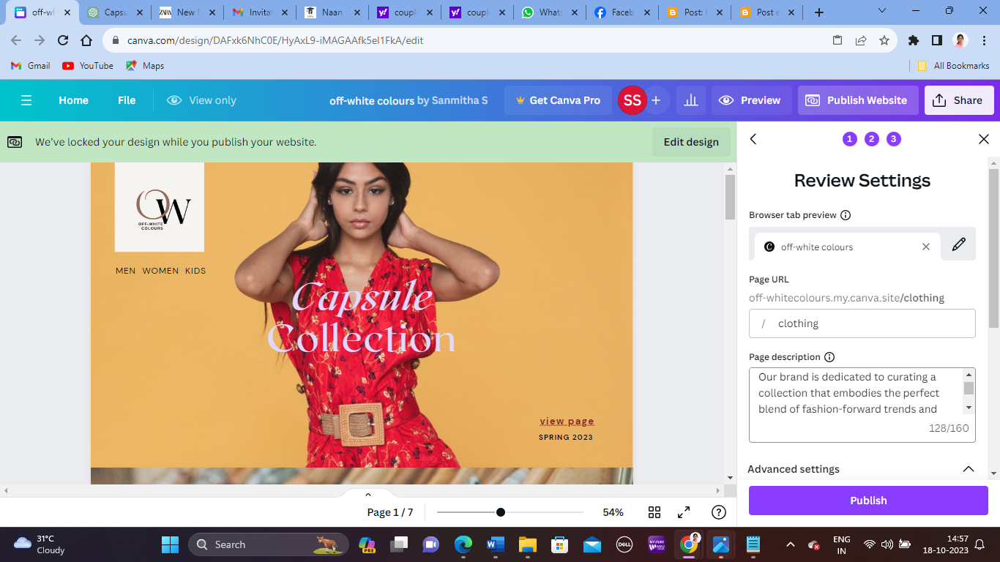 off-wl
Capsu
ZARA
New N
Invitat
Naan
coupl
coupl
Whats
Faceb
Post: l
Post e
canva.com/design/DAFxk6NhC0E/HyAxL9-iMAGAAfk5el1FkA/edit
Gmail
YouTube
Maps
All Bookmarks
Home
File
View only
off-white colours by Sanmitha S
Get Canva Pro
SS
Preview
Publish Website
Share
We've locked your design while you publish your website.
Edit design
OW
OFF-WHITE
COLOURS
MEN WOMEN KIDS
Capsule
Collection
view page
SPRING 2023
1 2 3
Review Settings
Browser tab preview
off-white colours
Page URL
off-whitecolours.my.canva.site/clothing
/ clothing
Page description
Our brand is dedicated to curating a
collection that embodies the perfect
blend of fashion-forward trends and
128/160
Advanced settings
Publish
Page 1 / 7
54%
31°C
Cloudy
Search
PRE
DELL
ENG
IN
14:57
18-10-2023